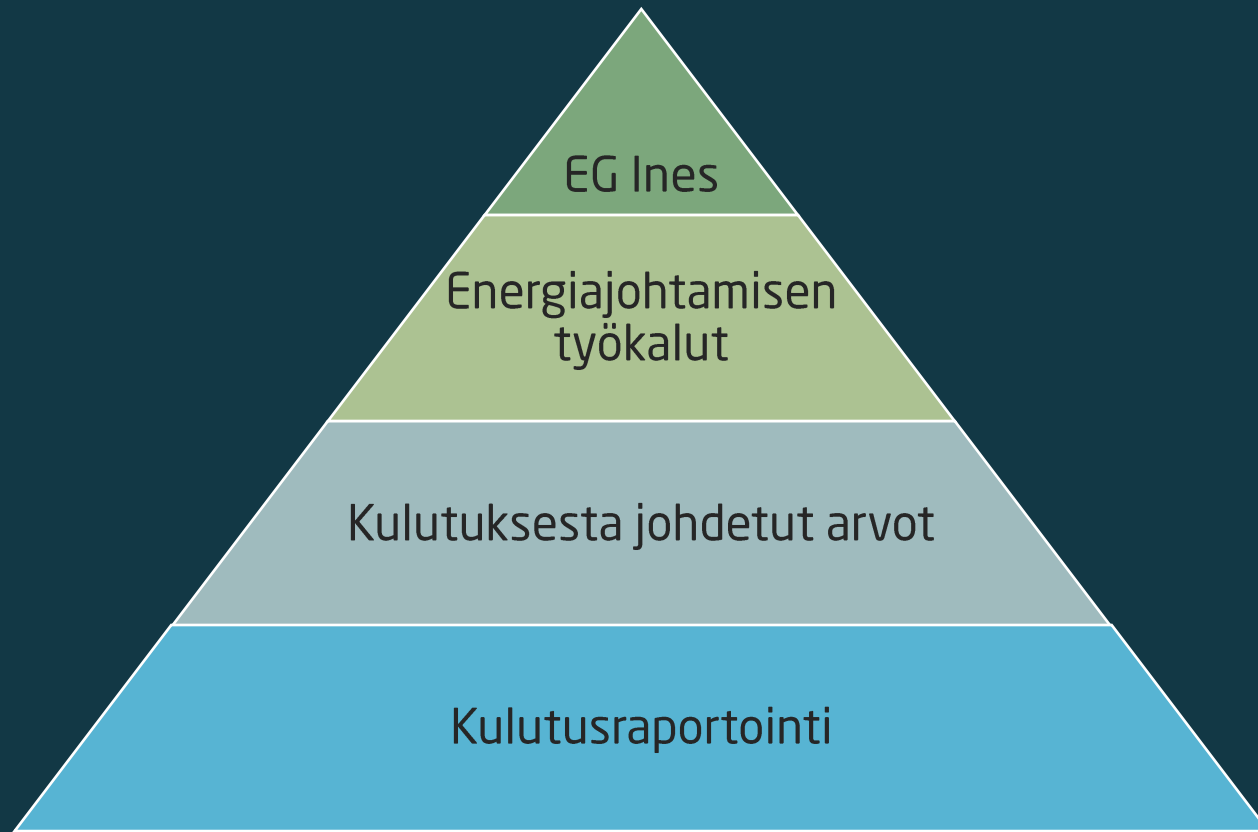 EG Ines
Energiajohtamisen
työkalut
Kulutuksesta johdetut arvot
Kulutusraportointi